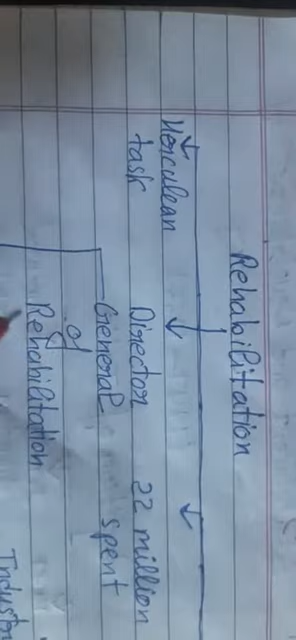 Rehabilitation
Herculean Director 22 million
task General spent
of
Rehabilitation